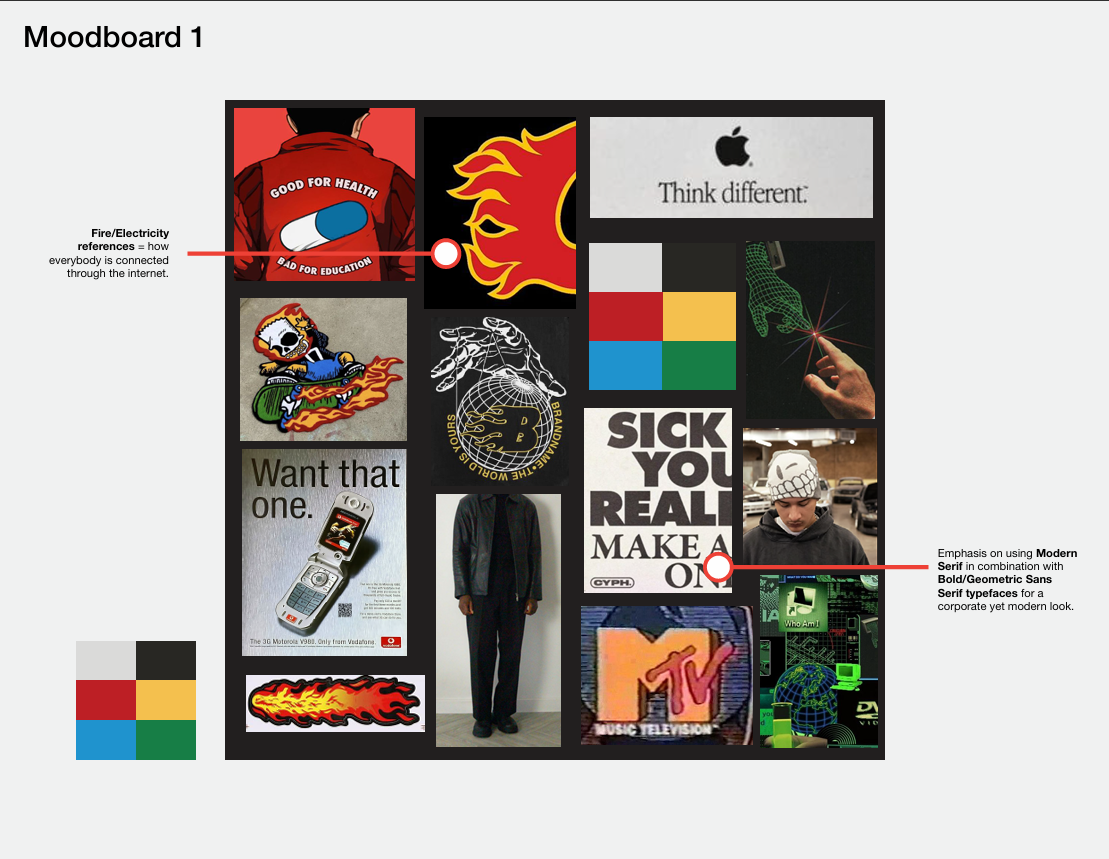 Moodboard 1
GOOD FOR HEALTH
BAD FOR EDUCATION
Think different.
Fire/Electricity
references = how
everybody is connected
through the internet.
B
BRANDNAME•THE WORLD IS YOURS
SICK
YOU
REALL
MAKE A
ON
CYPH.
Want that
one.
The 3G Motorola V980. Only from Vodafone.
vodafone
Emphasis on using Modern
Serif in combination with
Bold/Geometric Sans
Serif typefaces for a
corporate yet modern look.
MTV
MUSIC TELEVISION
Who Am I